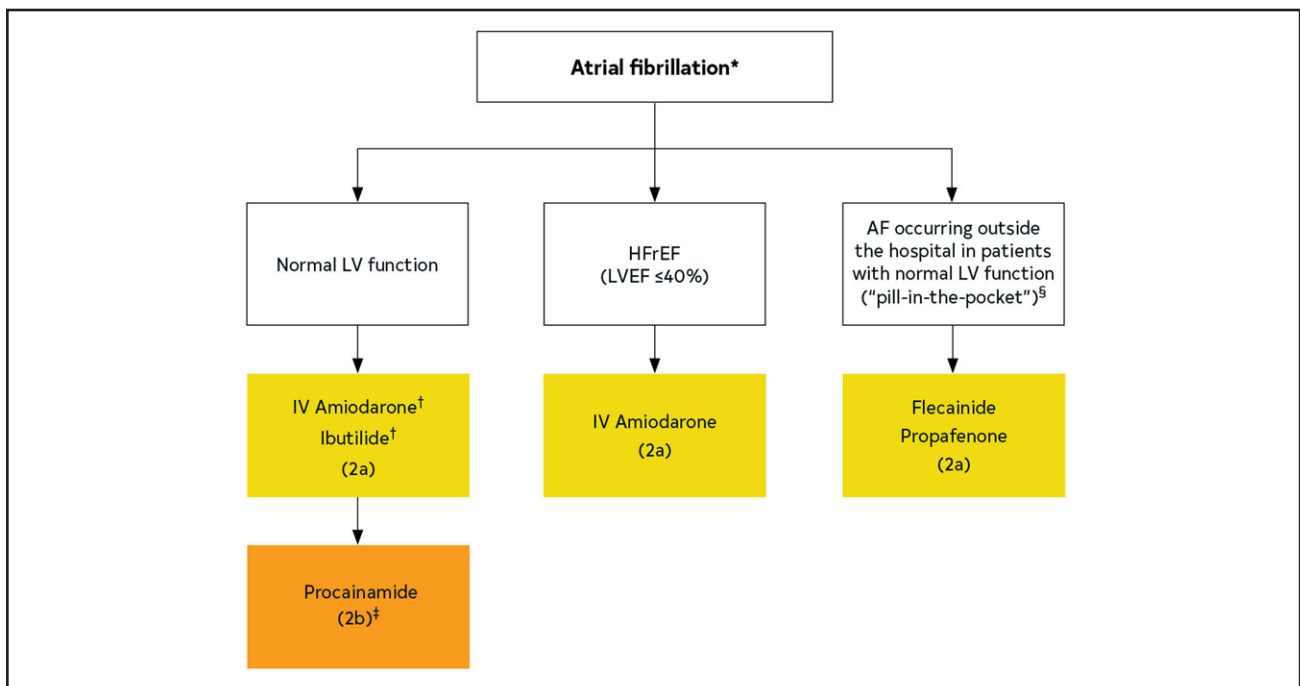 Atrial fibrillation*
Normal LV function
HFrEF
(LVEF ≤40%)
AF occurring outside
the hospital in patients
with normal LV function
(“pill-in-the-pocket”)§
IV Amiodarone†
Ibutilide†
(2a)
IV Amiodarone
(2a)
Flecainide
Propafenone
(2a)
Procainamide
(2b)‡